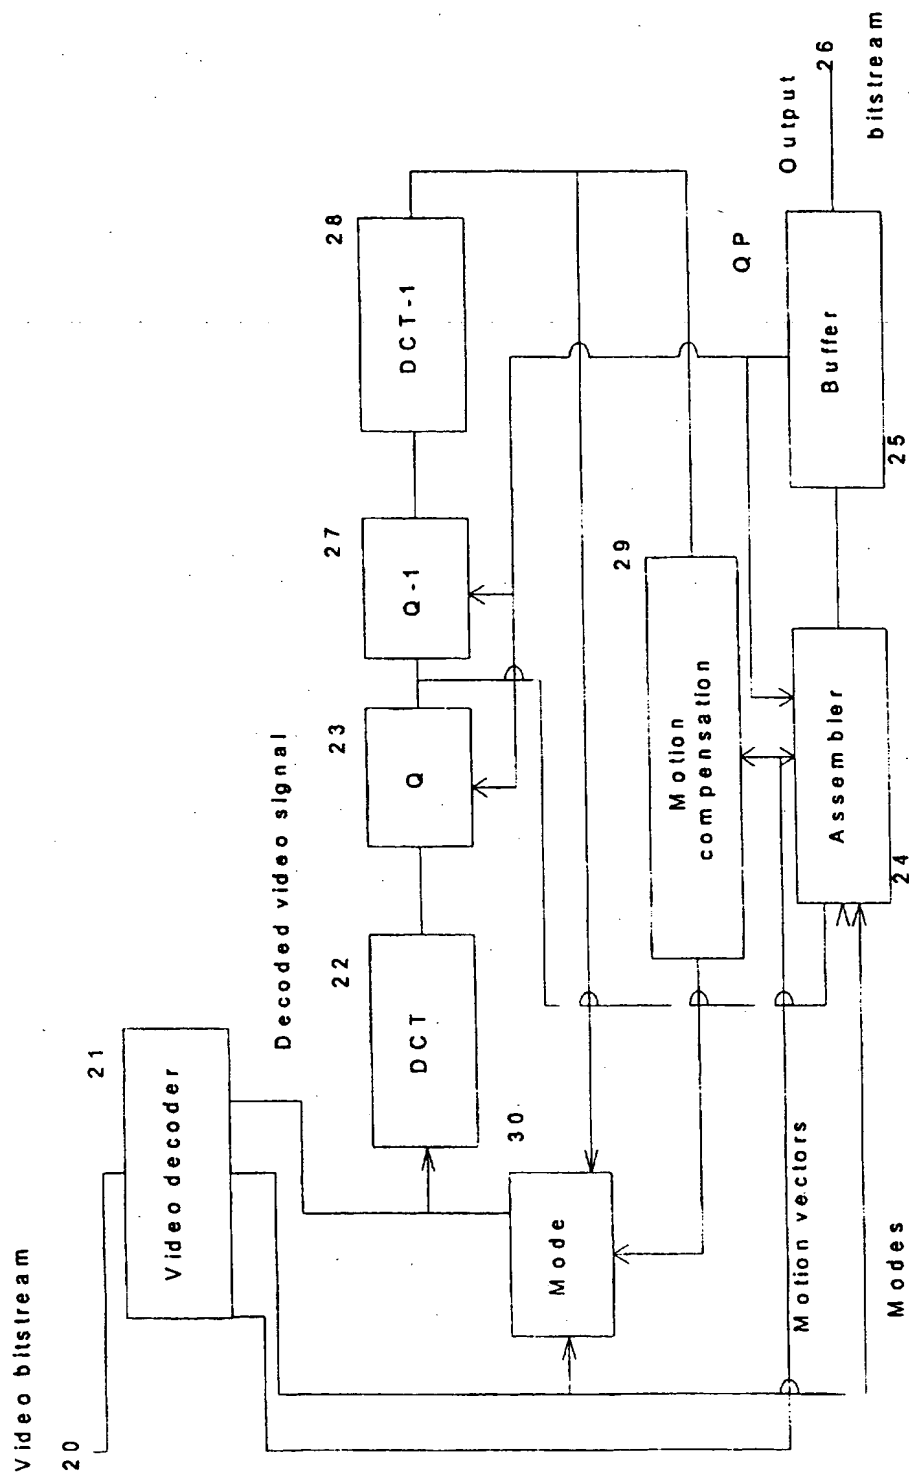 Video bitstream
20
Video decoder
21
Decoded video signal
DCT
22
Q
23
Q-1
27
DCT-1
28
Mode
30
Motion
compensation
29
QP
Motion vectors
Modes
Assembler
24
Buffer
25
Output
26
bitstream